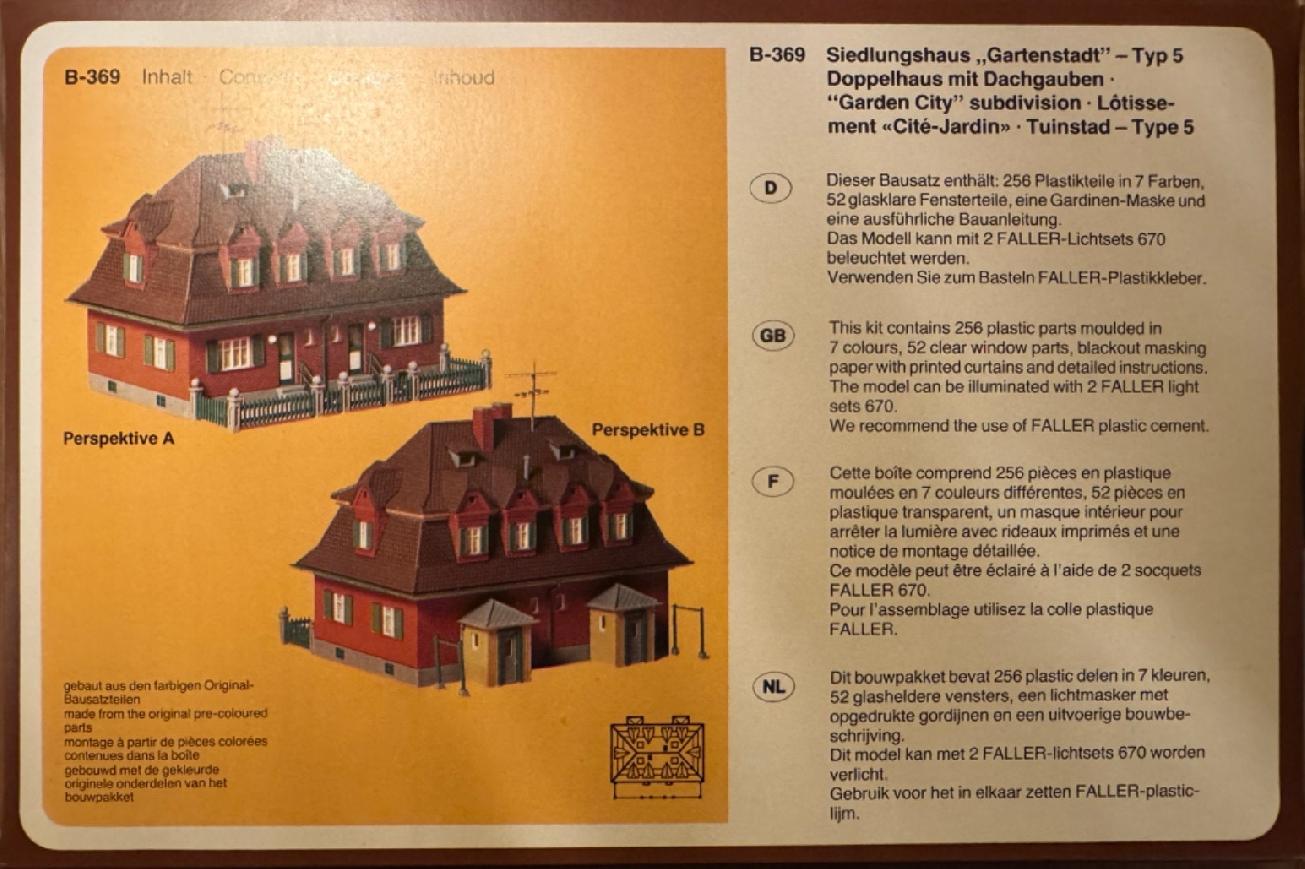 B-369 Inhalt · Inhoud
Perspektive A
Perspektive B
gebaut aus den farbigen Original-
Bausatzteilen
made from the original pre-coloured
parts
montage à partir de pièces colorées
contenues dans la boîte
gebouwd met de gekleurde
originele onderdelen van het
bouwpakket
B-369 Siedlungshaus „Gartenstadt” – Typ 5
Doppelhaus mit Dachgauben ·
“Garden City” subdivision · Lôtisse-
ment «Cité-Jardin» · Tuinstad – Type 5
D
Dieser Bausatz enthält: 256 Plastikteile in 7 Farben,
52 glasklare Fensterteile, eine Gardinen-Maske und
eine ausführliche Bauanleitung.
Das Modell kann mit 2 FALLER-Lichtsets 670
beleuchtet werden.
Verwenden Sie zum Basteln FALLER-Plastikkleber.
GB
This kit contains 256 plastic parts moulded in
7 colours, 52 clear window parts, blackout masking
paper with printed curtains and detailed instructions.
The model can be illuminated with 2 FALLER light
sets 670.
We recommend the use of FALLER plastic cement.
F
Cette boîte comprend 256 pièces en plastique
moulées en 7 couleurs différentes, 52 pièces en
plastique transparent, un masque intérieur pour
arrêter la lumière avec rideaux imprimés et une
notice de montage détaillée.
Ce modèle peut être éclairé à l'aide de 2 socquets
FALLER 670.
Pour l'assemblage utilisez la colle plastique
FALLER.
NL
Dit bouwpakket bevat 256 plastic delen in 7 kleuren,
52 glasheldere vensters, een lichtmasker met
opgedrukte gordijnen en een uitvoerige bouwbe-
schrijving.
Dit model kan met 2 FALLER-lichtsets 670 worden
verlicht.
Gebruik voor het in elkaar zetten FALLER-plastic-
lijm.